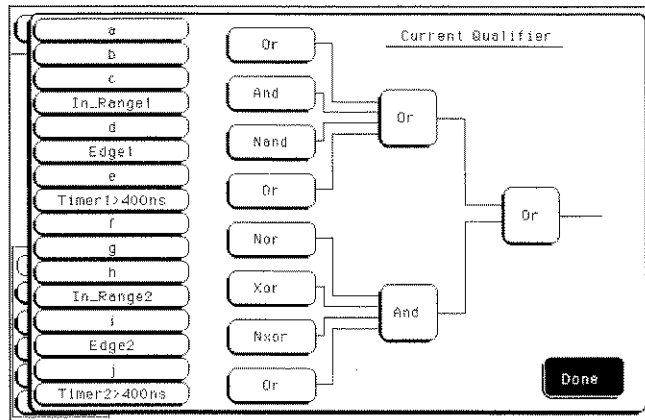 a
b
c
In_Range1
d
Edge1
e
Timer1>400ns
f
g
h
In_Range2
i
Edge2
j
Timer2>400ns
Or
And
Nand
Or
Nor
Xor
Nxor
Or
Or
And
Current Qualifier
Or
Done